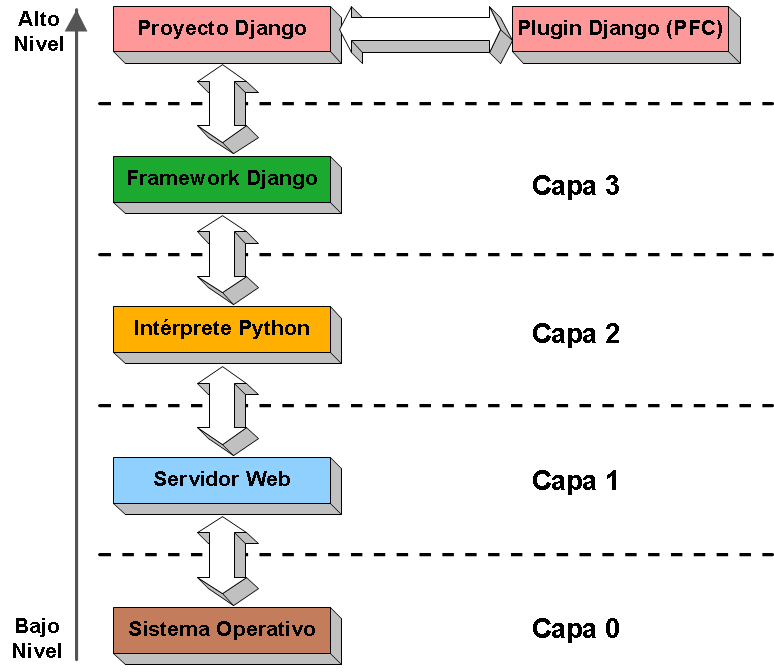 Alto
Nivel
Proyecto Django
Plugin Django (PFC)
Framework Django
Capa 3
Intérprete Python
Capa 2
Servidor Web
Capa 1
Sistema Operativo
Capa 0
Bajo
Nivel